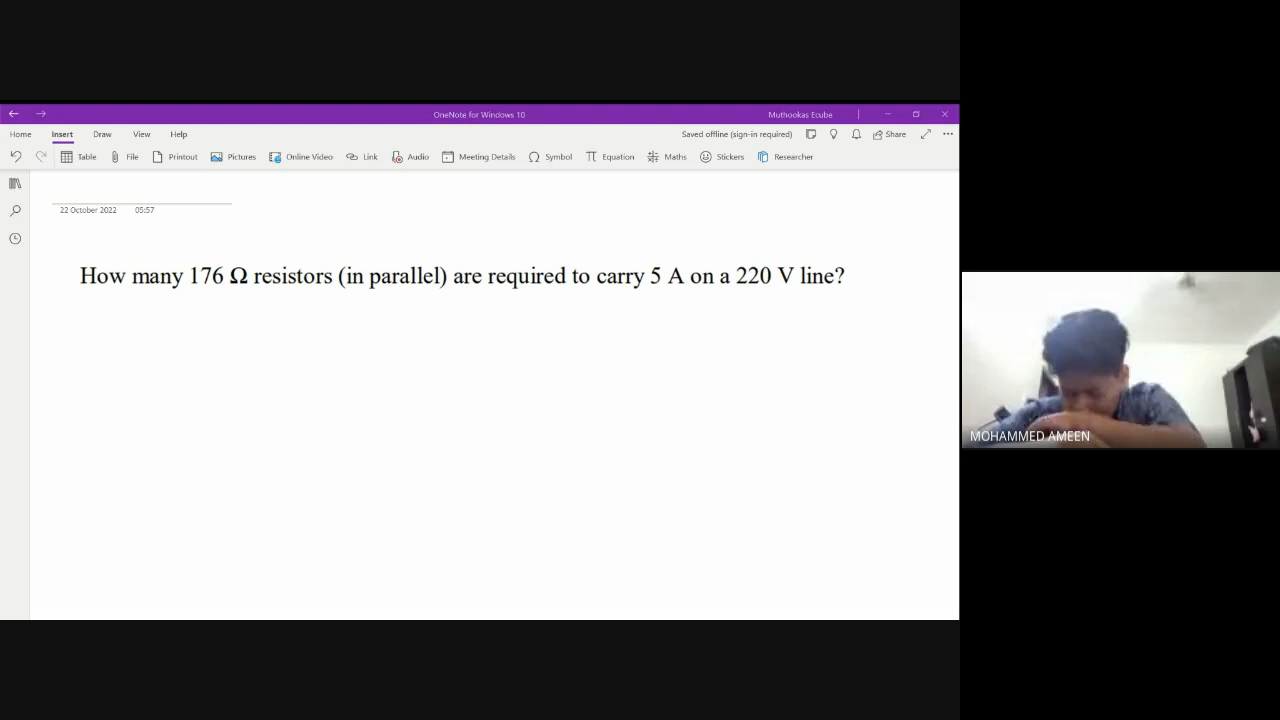 OneNote for Windows 10
Muthookas Ecube
Home Insert Draw View Help
Saved offline (sign-in required) Share
Table File Printout Pictures Online Video Link Audio Meeting Details Symbol Equation Maths Stickers Researcher
22 October 2022 05:57
How many 176 Ω resistors (in parallel) are required to carry 5 A on a 220 V line?
MOHAMMED AMEEN